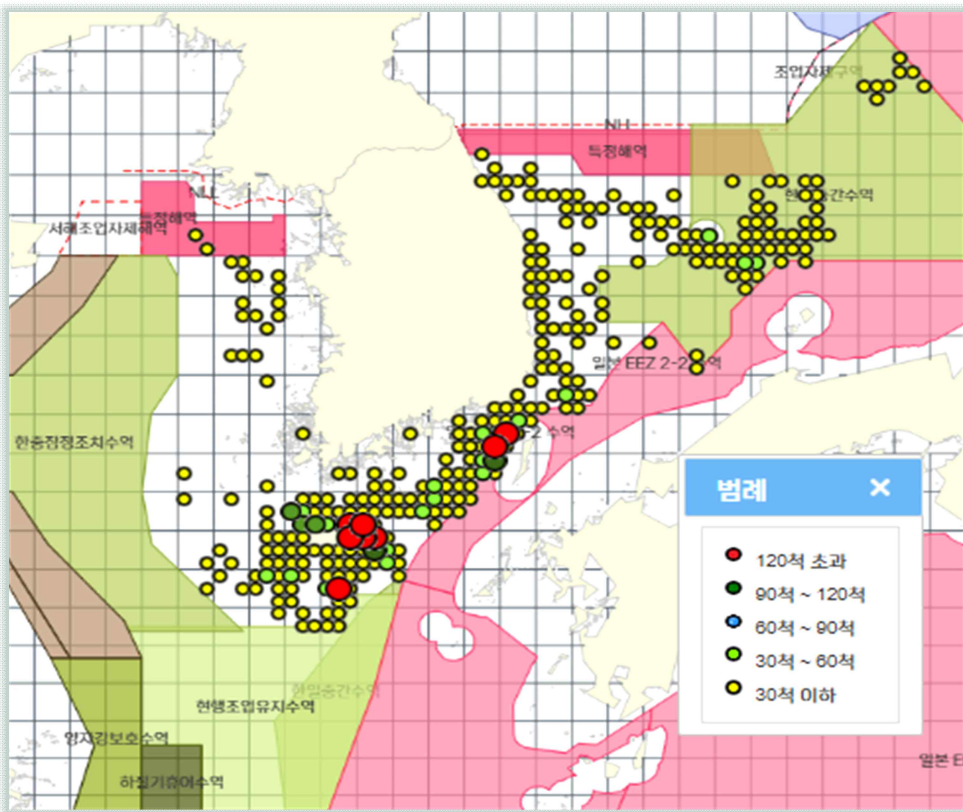 조업자제구역
NLL
특정해역
NLL
특정해역
서해조업자제해역
한일중간수역
일본 EEZ 2-2수역
한중잠정조치수역
-2 수역
범례
120척 초과
90척 ~ 120척
60척 ~ 90척
30척 ~ 60척
30척 이하
한일중간수역
현행조업유지수역
양자강보호수역
하절기휴어수역
일본 E